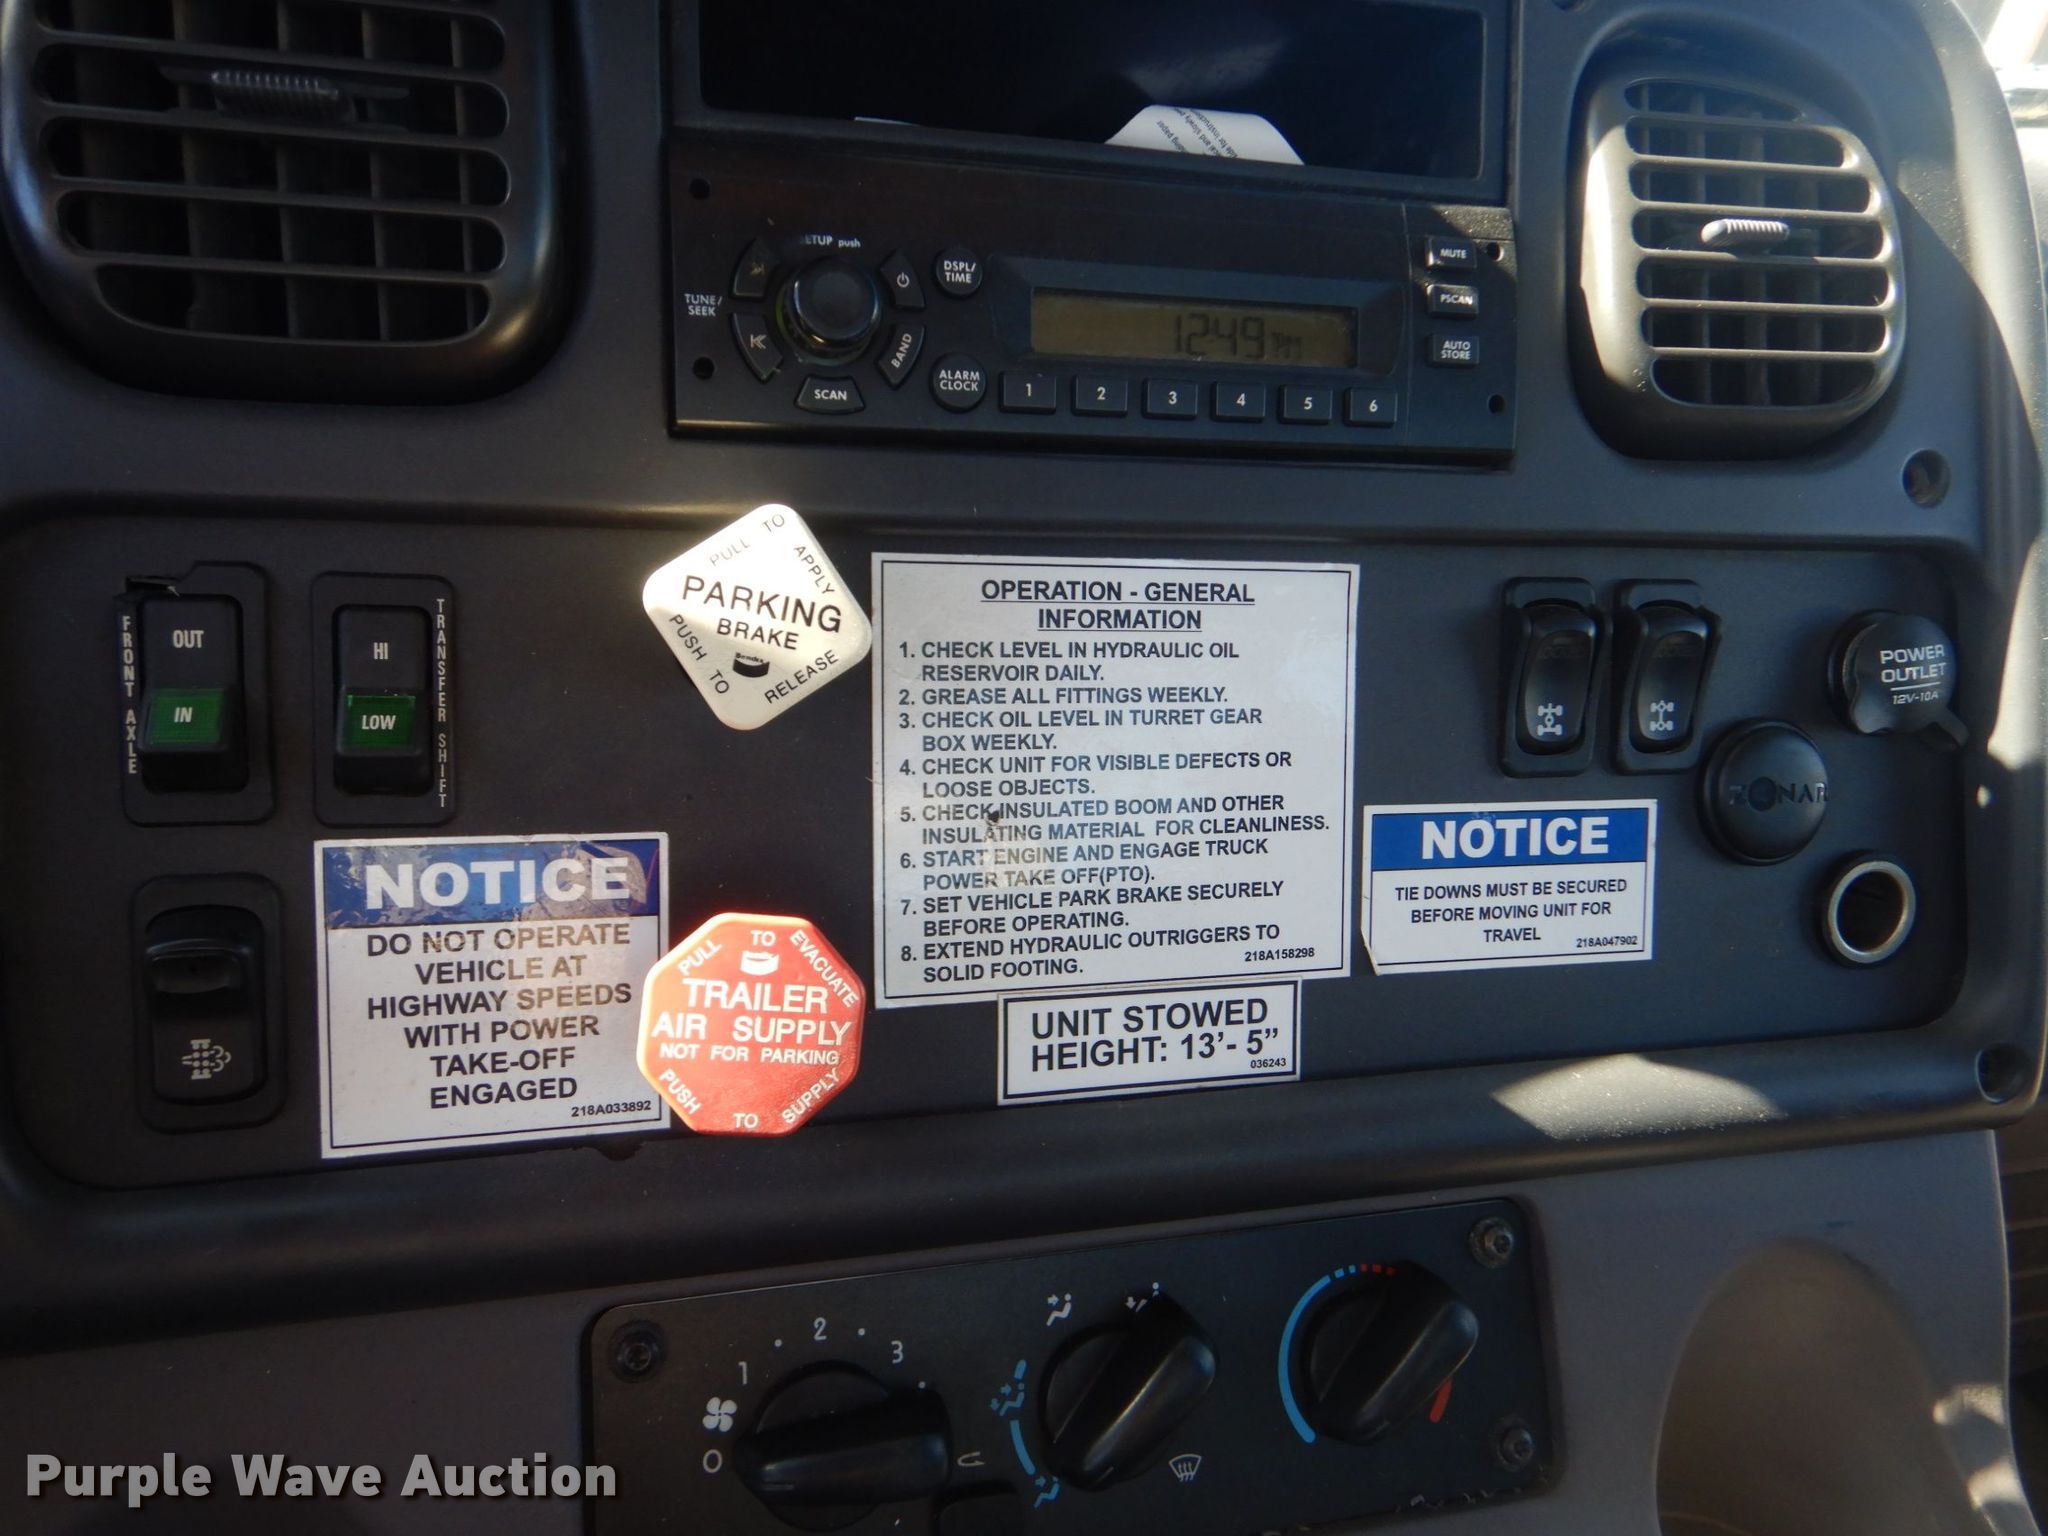 SETUP push
TUNE/
SEEK
SCAN
BAND
DSPL/
TIME
ALARM
CLOCK
12:49 PM
1 2 3 4 5 6
MUTE
PSCAN
AUTO
STORE
FRONT AXLE
OUT
IN
HI
LOW
TRANSFER SHIFT
PULL TO APPLY
PARKING
BRAKE
Bendix
PUSH TO RELEASE
OPERATION - GENERAL
INFORMATION
1. CHECK LEVEL IN HYDRAULIC OIL
RESERVOIR DAILY.
2. GREASE ALL FITTINGS WEEKLY.
3. CHECK OIL LEVEL IN TURRET GEAR
BOX WEEKLY.
4. CHECK UNIT FOR VISIBLE DEFECTS OR
LOOSE OBJECTS.
5. CHECK INSULATED BOOM AND OTHER
INSULATING MATERIAL FOR CLEANLINESS.
6. START ENGINE AND ENGAGE TRUCK
POWER TAKE OFF(PTO).
7. SET VEHICLE PARK BRAKE SECURELY
BEFORE OPERATING.
8. EXTEND HYDRAULIC OUTRIGGERS TO
SOLID FOOTING.
218A158298
UNIT STOWED
HEIGHT: 13'- 5"
036243
NOTICE
DO NOT OPERATE
VEHICLE AT
HIGHWAY SPEEDS
WITH POWER
TAKE-OFF
ENGAGED
218A033892
PULL TO EVACUATE
TRAILER
AIR SUPPLY
NOT FOR PARKING
PUSH TO SUPPLY
NOTICE
TIE DOWNS MUST BE SECURED
BEFORE MOVING UNIT FOR
TRAVEL
218A047902
POWER
OUTLET
12V-10A
ZONAR
0 1 2 3
Purple Wave Auction